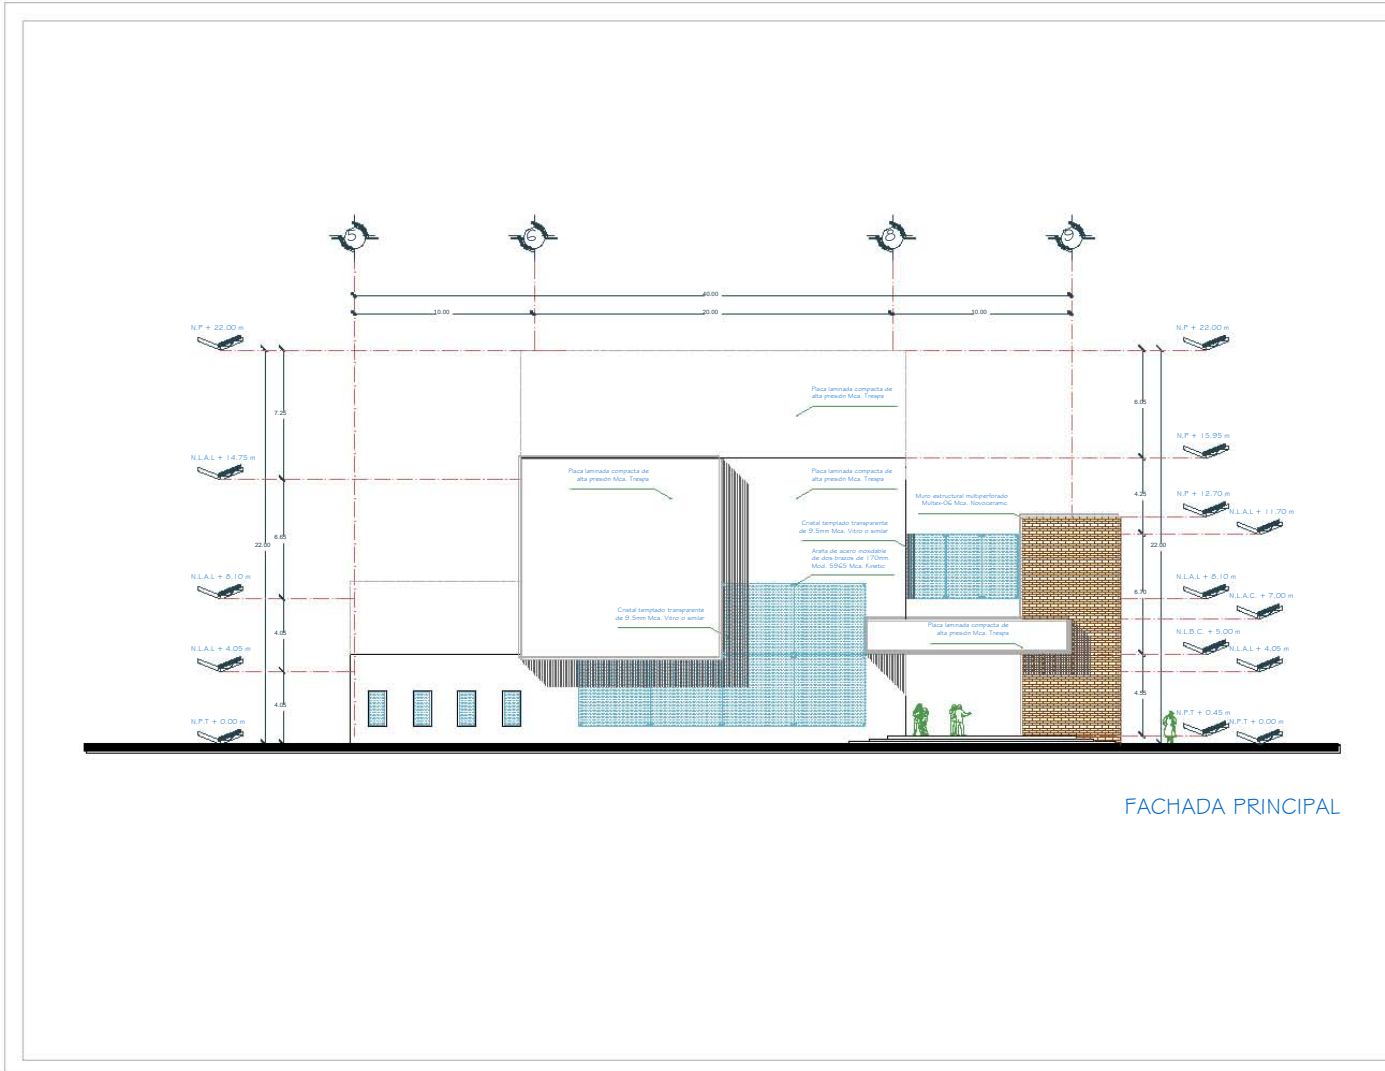 5
6
8
9
40.00
10.00
20.00
10.00
N.P + 22.00 m
N.P + 22.00 m
7.25
Placa laminada compacta de
alta presión Mca. Trespa
6.05
N.L.A.L + 14.75 m
N.P + 15.95 m
Placa laminada compacta de
alta presión Mca. Trespa
Placa laminada compacta de
alta presión Mca. Trespa
4.25
Muro estructural multiperforado
Multex-06 Mca. Novoceramic.
N.P + 12.70 m
N.L.A.L + 11.70 m
Cristal templado transparente
de 9.5mm Mca. Vitro o similar
6.65
22.00
22.00
Araña de acero inoxidable
de dos brazos de 170mm.
Mod. 5965 Mca. Kinetic
N.L.A.L + 8.10 m
N.L.A.L + 8.10 m
6.70
N.L.A.C. + 7.00 m
Cristal templado transparente
de 9.5mm Mca. Vitro o similar
Placa laminada compacta de
alta presión Mca. Trespa
4.05
N.L.B.C. + 5.00 m
N.L.A.L + 4.05 m
N.L.A.L + 4.05 m
4.55
4.05
N.P.T + 0.00 m
N.P.T + 0.45 m
N.P.T + 0.00 m
FACHADA PRINCIPAL